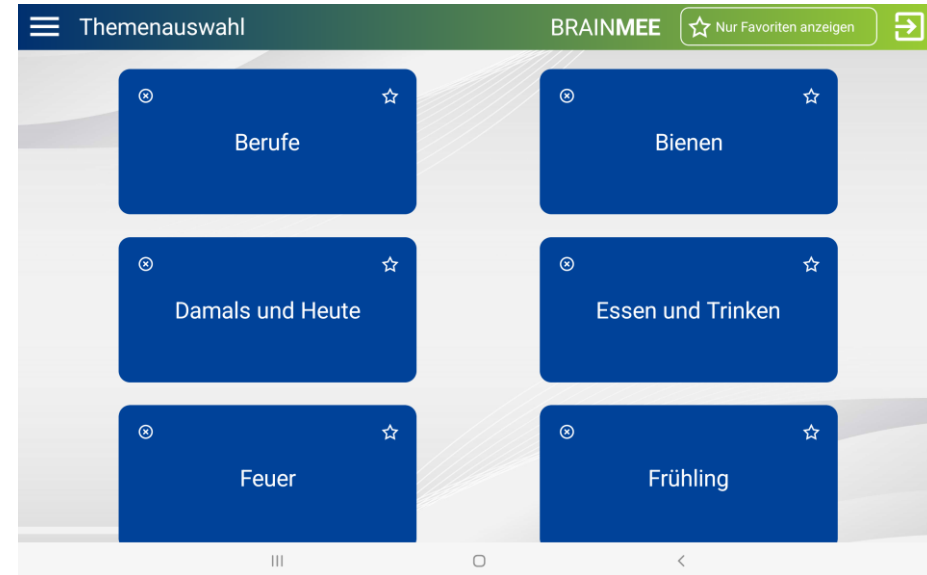 Themenauswahl
BRAINMEE
Nur Favoriten anzeigen
Berufe
Bienen
Damals und Heute
Essen und Trinken
Feuer
Frühling